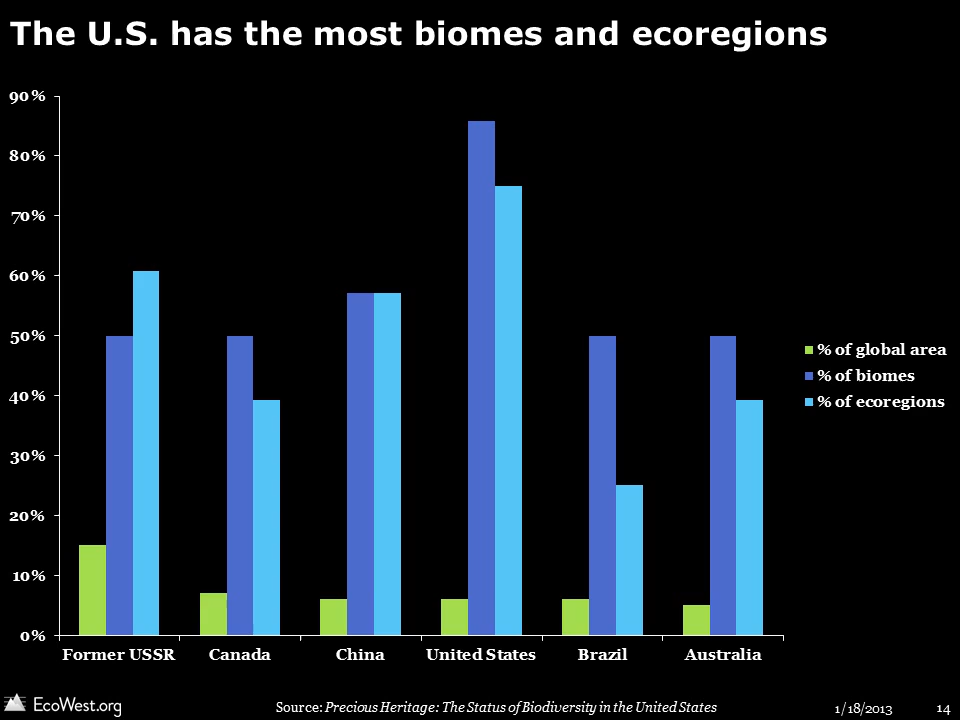 The U.S. has the most biomes and ecoregions
90%
80%
70%
60%
50%
40%
30%
20%
10%
0%
Former USSR Canada China United States Brazil Australia
% of global area
% of biomes
% of ecoregions
EcoWest.org
Source: Precious Heritage: The Status of Biodiversity in the United States
1/18/2013
14